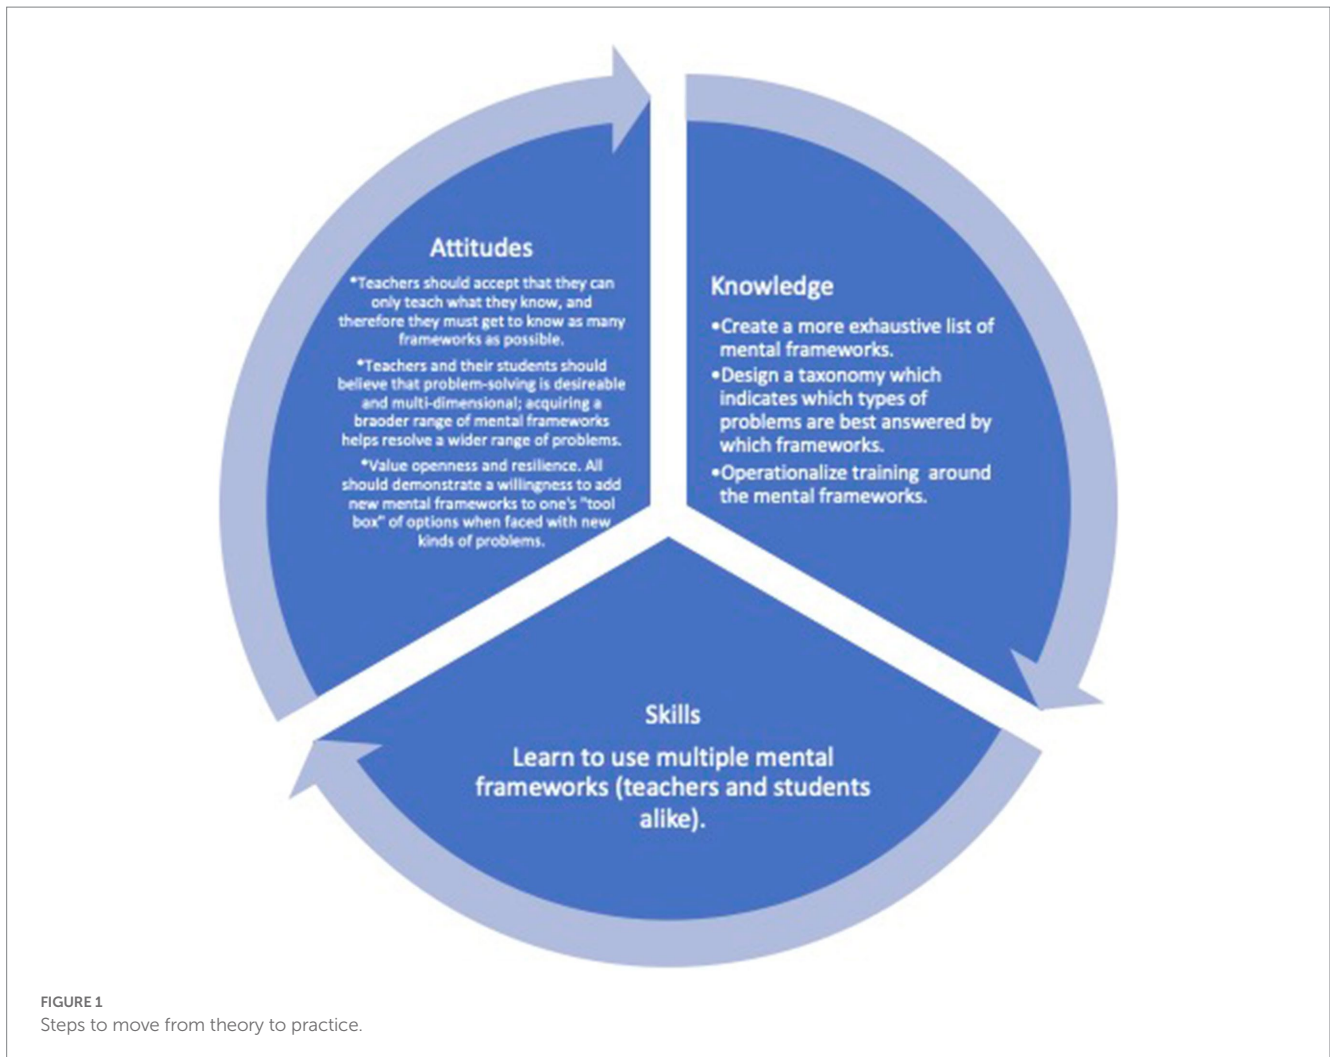 Attitudes
*Teachers should accept that they can
only teach what they know, and
therefore they must get to know as many
frameworks as possible.
*Teachers and their students should
believe that problem-solving is desireable
and multi-dimensional; acquiring a
braoder range of mental frameworks
helps resolve a wider range of problems.
*Value openness and resilience. All
should demonstrate a willingness to add
new mental frameworks to one's "tool
box" of options when faced with new
kinds of problems.
Knowledge
•Create a more exhaustive list of
mental frameworks.
•Design a taxonomy which
indicates which types of
problems are best answered by
which frameworks.
•Operationalize training around
the mental frameworks.
Skills
Learn to use multiple mental
frameworks (teachers and students
alike).
FIGURE 1
Steps to move from theory to practice.